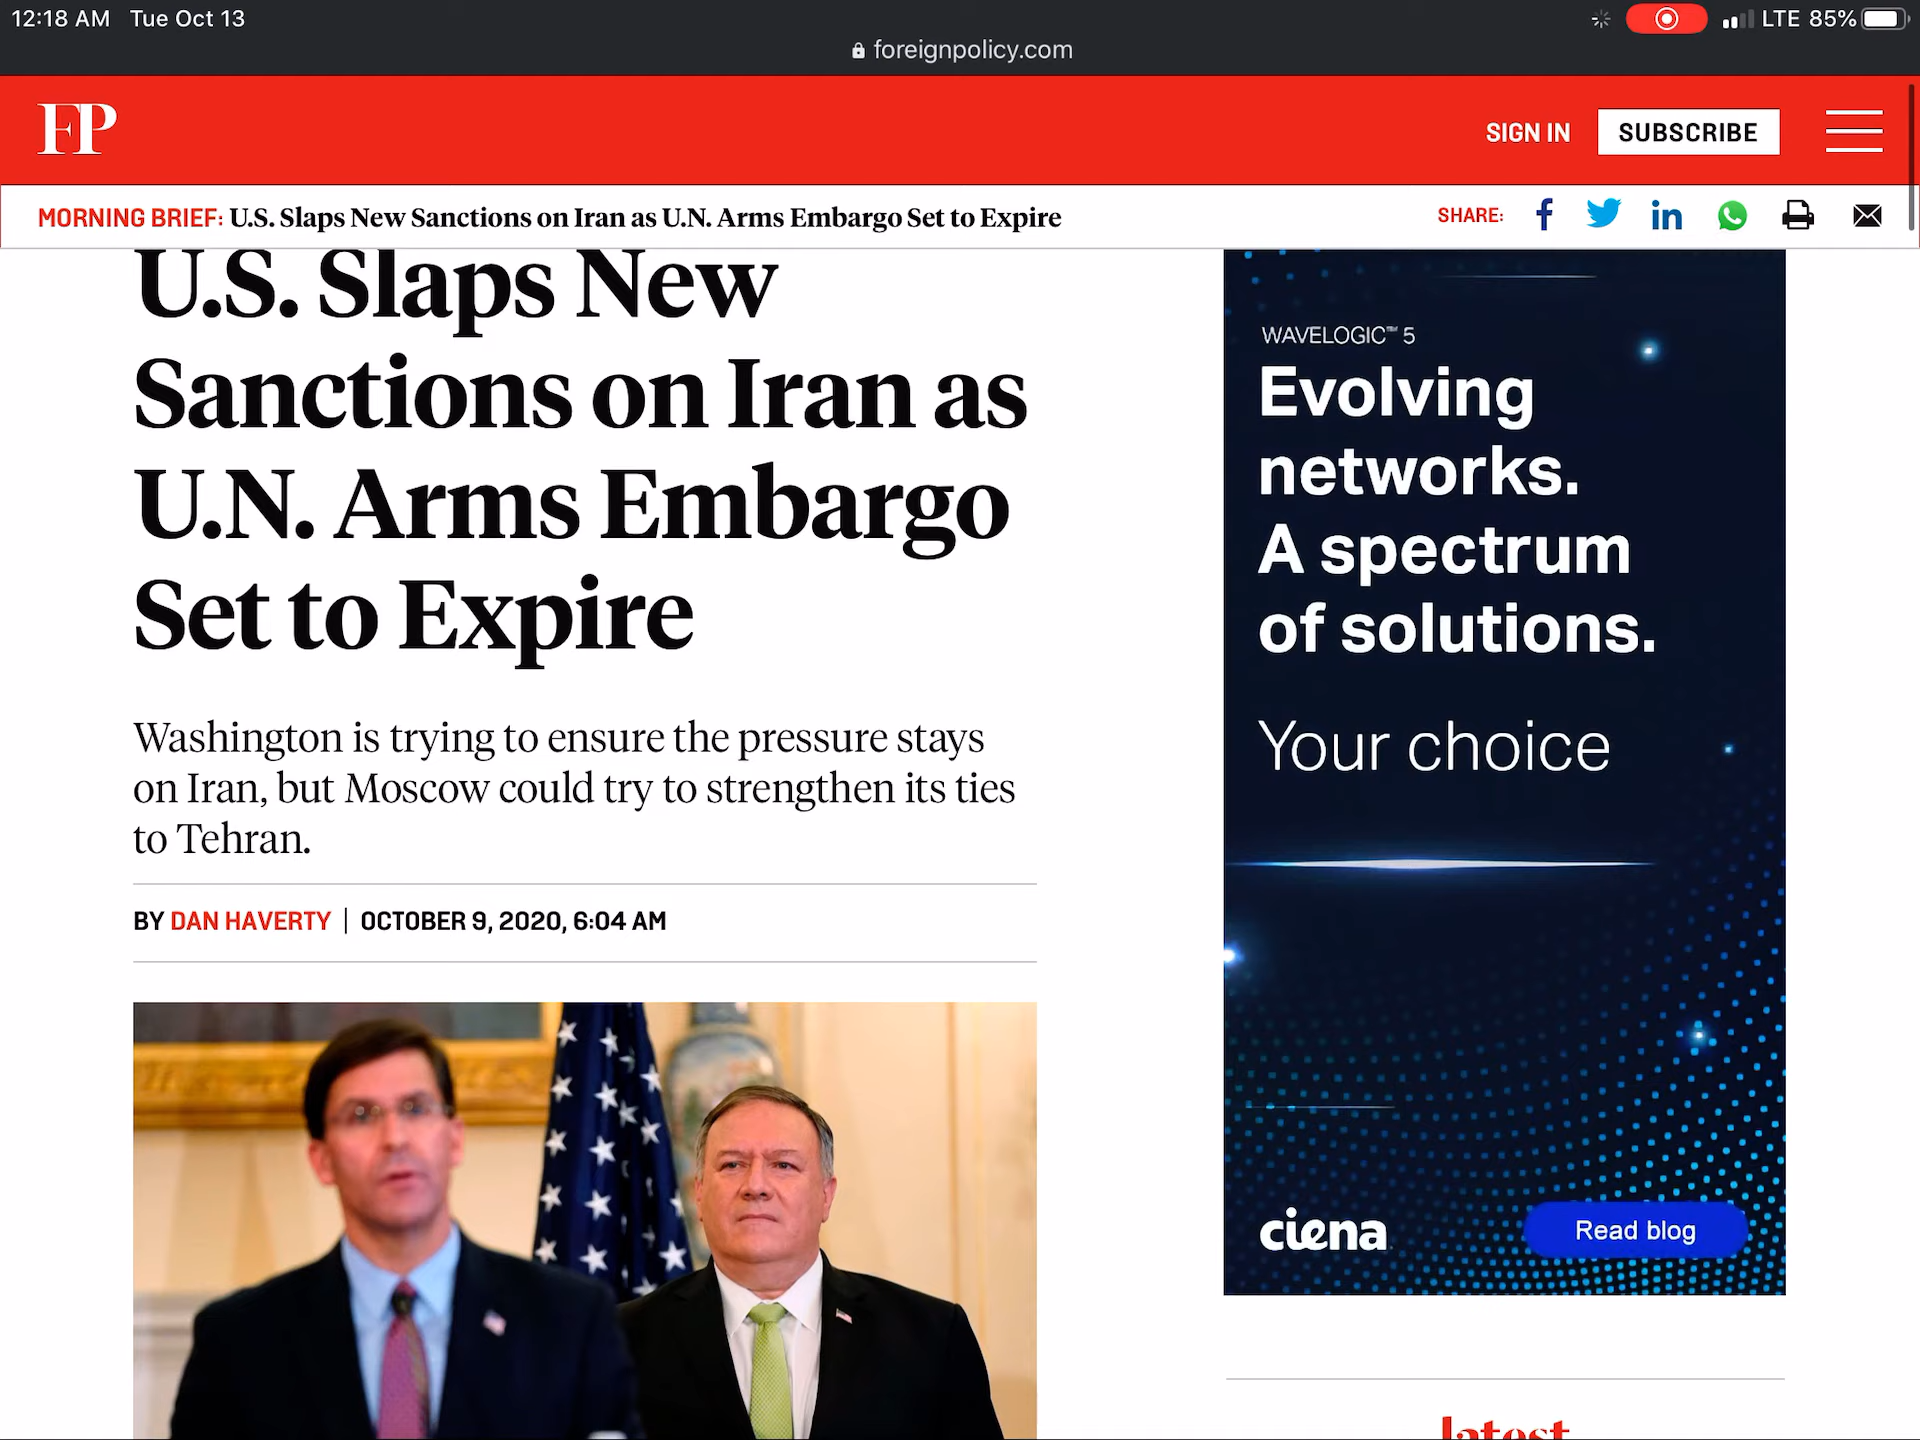 12:18 AM Tue Oct 13
LTE 85%
foreignpolicy.com
FP
SIGN IN
SUBSCRIBE
MORNING BRIEF: U.S. Slaps New Sanctions on Iran as U.N. Arms Embargo Set to Expire
SHARE:
U.S. Slaps New
Sanctions on Iran as
U.N. Arms Embargo
Set to Expire
Washington is trying to ensure the pressure stays
on Iran, but Moscow could try to strengthen its ties
to Tehran.
BY DAN HAVERTY | OCTOBER 9, 2020, 6:04 AM
WAVELOGIC™ 5
Evolving
networks.
A spectrum
of solutions.
Your choice
ciena
Read blog
latest